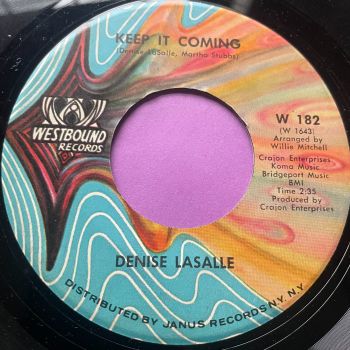 KEEP IT COMING
(Denise LaSalle, Martha Stubbs)
WESTBOUND
RECORDS
W 182
(W 1643)
Arranged by
Willie Mitchell
Crajon Enterprises
Koma Music
Bridgeport Music
BMI
Time 2:35
Produced by
Crajon Enterprises
DENISE LASALLE
DISTRIBUTED BY JANUS RECORDS N.Y. N.Y.